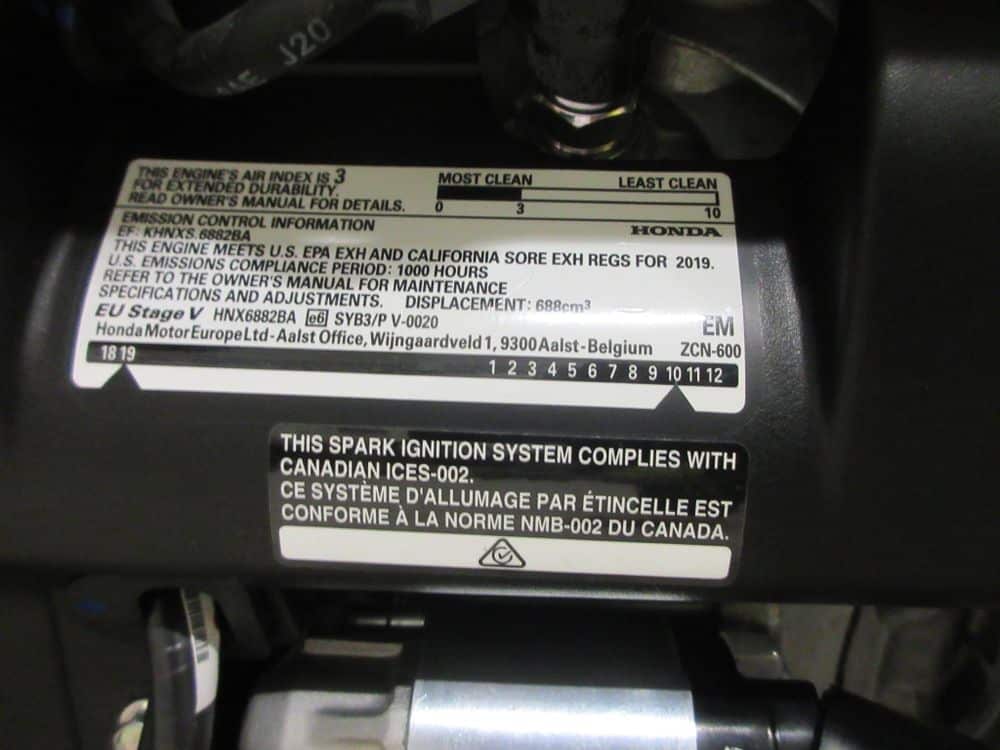 J20
THIS ENGINE'S AIR INDEX IS 3
FOR EXTENDED DURABILITY.
READ OWNER'S MANUAL FOR DETAILS.
MOST CLEAN LEAST CLEAN
0 3 10
EMISSION CONTROL INFORMATION
HONDA
EF: KHNXS.6882BA
THIS ENGINE MEETS U.S. EPA EXH AND CALIFORNIA SORE EXH REGS FOR 2019.
U.S. EMISSIONS COMPLIANCE PERIOD: 1000 HOURS
REFER TO THE OWNER'S MANUAL FOR MAINTENANCE
SPECIFICATIONS AND ADJUSTMENTS. DISPLACEMENT: 688cm³
EU Stage V HNX6882BA e6 SYB3/P V-0020 EM
Honda Motor Europe Ltd - Aalst Office, Wijngaardveld 1, 9300 Aalst - Belgium ZCN-600
18 19 1 2 3 4 5 6 7 8 9 10 11 12
THIS SPARK IGNITION SYSTEM COMPLIES WITH
CANADIAN ICES-002.
CE SYSTÈME D'ALLUMAGE PAR ÉTINCELLE EST
CONFORME À LA NORME NMB-002 DU CANADA.